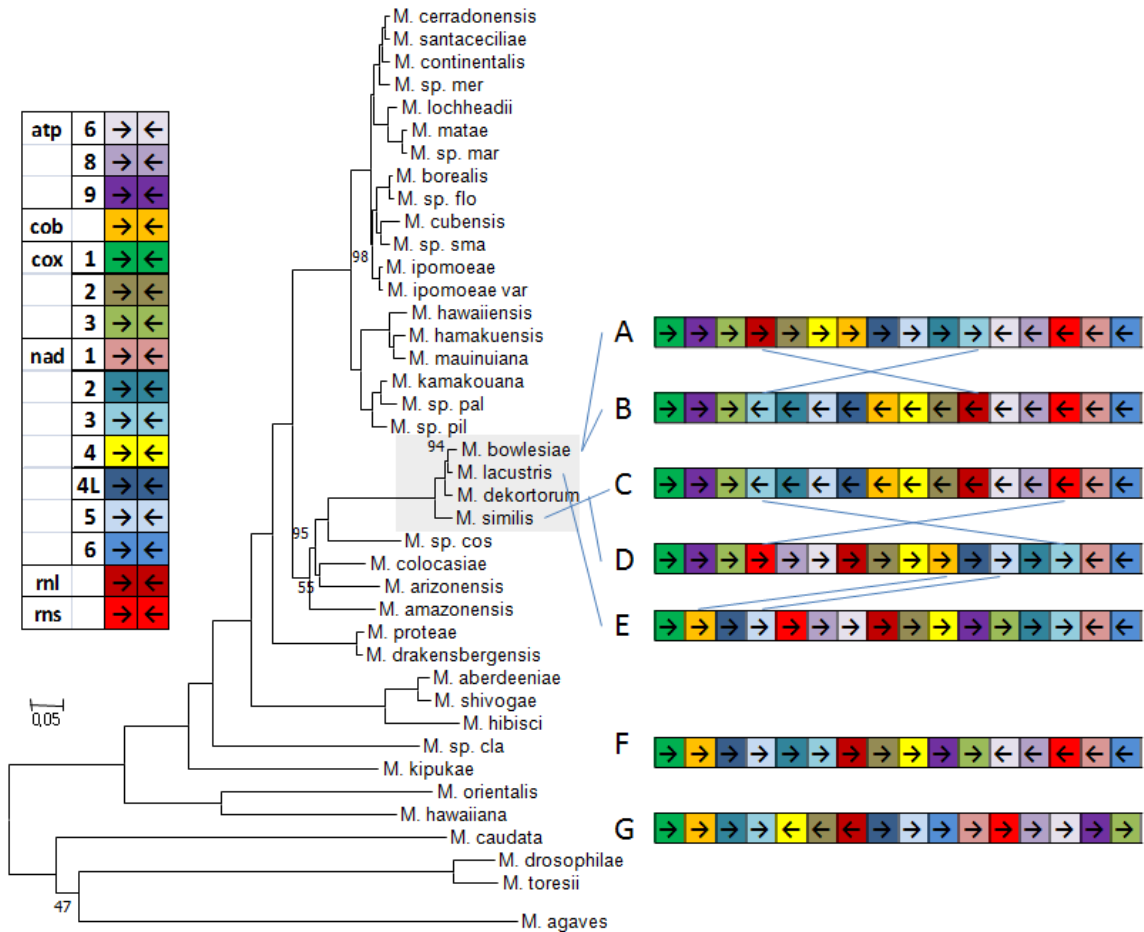 M. cerradonensis
M. santaceciliae
M. continentalis
M. sp. mer
M. lochheadii
M. matae
M. sp. mar
M. borealis
M. sp. flo
M. cubensis
M. sp. sma
98
M. ipomoeae
M. ipomoeae var
M. hawaiiensis
M. hamakuensis
M. mauinuiana
M. kamakouana
M. sp. pal
M. sp. pil
94
M. bowlesiae
M. lacustris
M. dekortorum
M. similis
95
M. sp. cos
M. colocasiae
55
M. arizonensis
M. amazonensis
M. proteae
M. drakensbergensis
M. aberdeeniae
M. shivogae
M. hibisci
M. sp. cla
M. kipukae
M. orientalis
M. hawaiiana
M. caudata
M. drosophilae
M. toresii
47
M. agaves
atp 6 → ←
8 → ←
9 → ←
cob → ←
cox 1 → ←
2 → ←
3 → ←
nad 1 → ←
2 → ←
3 → ←
4 → ←
4L → ←
5 → ←
6 → ←
rnl → ←
rns → ←
0,05
A → → → → → → → → → → → ← ← ← ← ←
B → → → ← ← ← ← ← ← ← ← ← ← ← ← ←
C → → → ← ← ← ← ← ← ← ← ← ← ← ← ←
D → → → → → → → → → → → → → → ← ←
E → → → → → → → → → → → → → → ← ←
F → → → → → → → → → → → ← ← ← ← ←
G → → → → ← ← ← → → → → → → → → →